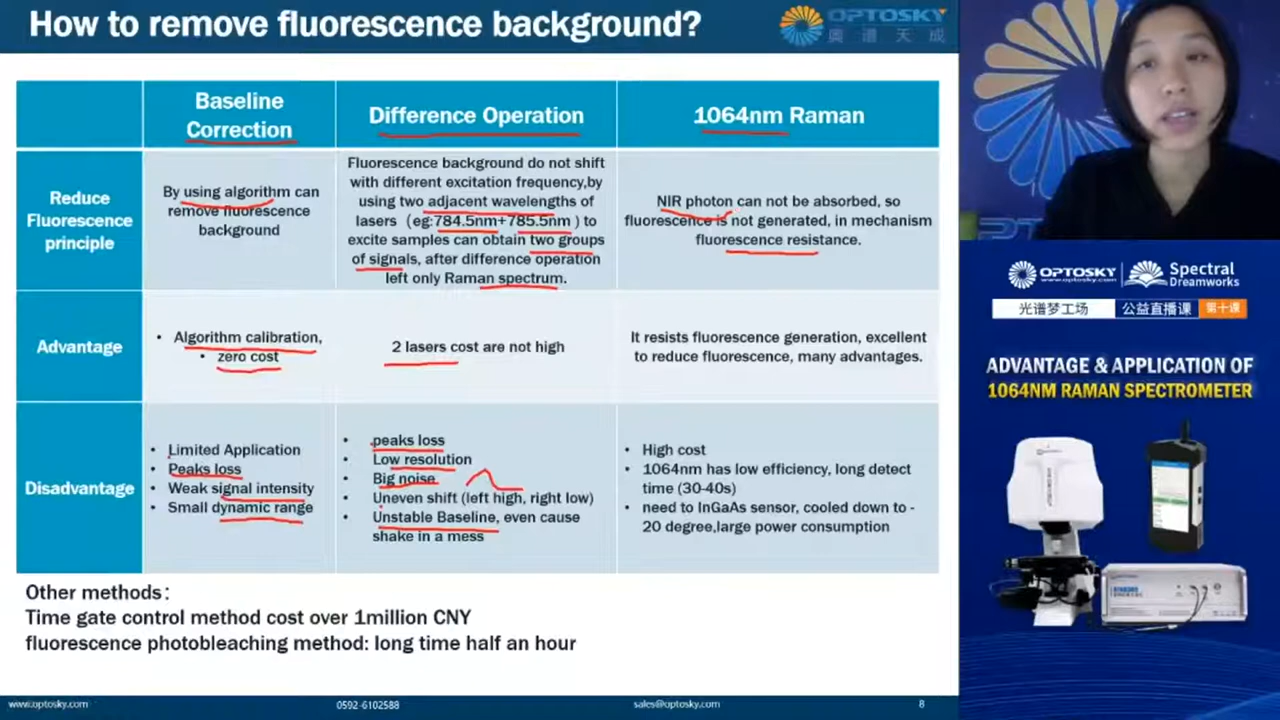 How to remove fluorescence background?
OPTOSKY
奥 谱 天 成
Baseline
Correction
Difference Operation
1064nm Raman
Reduce
Fluorescence
principle
By using algorithm can
remove fluorescence
background
Fluorescence background do not shift
with different excitation frequency,by
using two adjacent wavelengths of
lasers（eg:784.5nm+785.5nm ) to
excite samples can obtain two groups
of signals, after difference operation
left only Raman spectrum.
NIR photon can not be absorbed, so
fluorescence is not generated, in mechanism
fluorescence resistance.
Advantage
• Algorithm calibration,
• zero cost
2 lasers cost are not high
It resists fluorescence generation, excellent
to reduce fluorescence, many advantages.
Disadvantage
• Limited Application
• Peaks loss
• Weak signal intensity
• Small dynamic range
• peaks loss
• Low resolution
• Big noise
• Uneven shift (left high, right low)
• Unstable Baseline, even cause
shake in a mess
• High cost
• 1064nm has low efficiency, long detect
time (30-40s)
• need to InGaAs sensor, cooled down to -
20 degree,large power consumption
Other methods：
Time gate control method cost over 1million CNY
fluorescence photobleaching method: long time half an hour
www.optosky.com
0592-6102588
sales@optosky.com
8
OPTOSKY
www.optosky.com
Spectral
Dreamworks
光谱梦工场
公益直播课
第十课
ADVANTAGE & APPLICATION OF
1064NM RAMAN SPECTROMETER